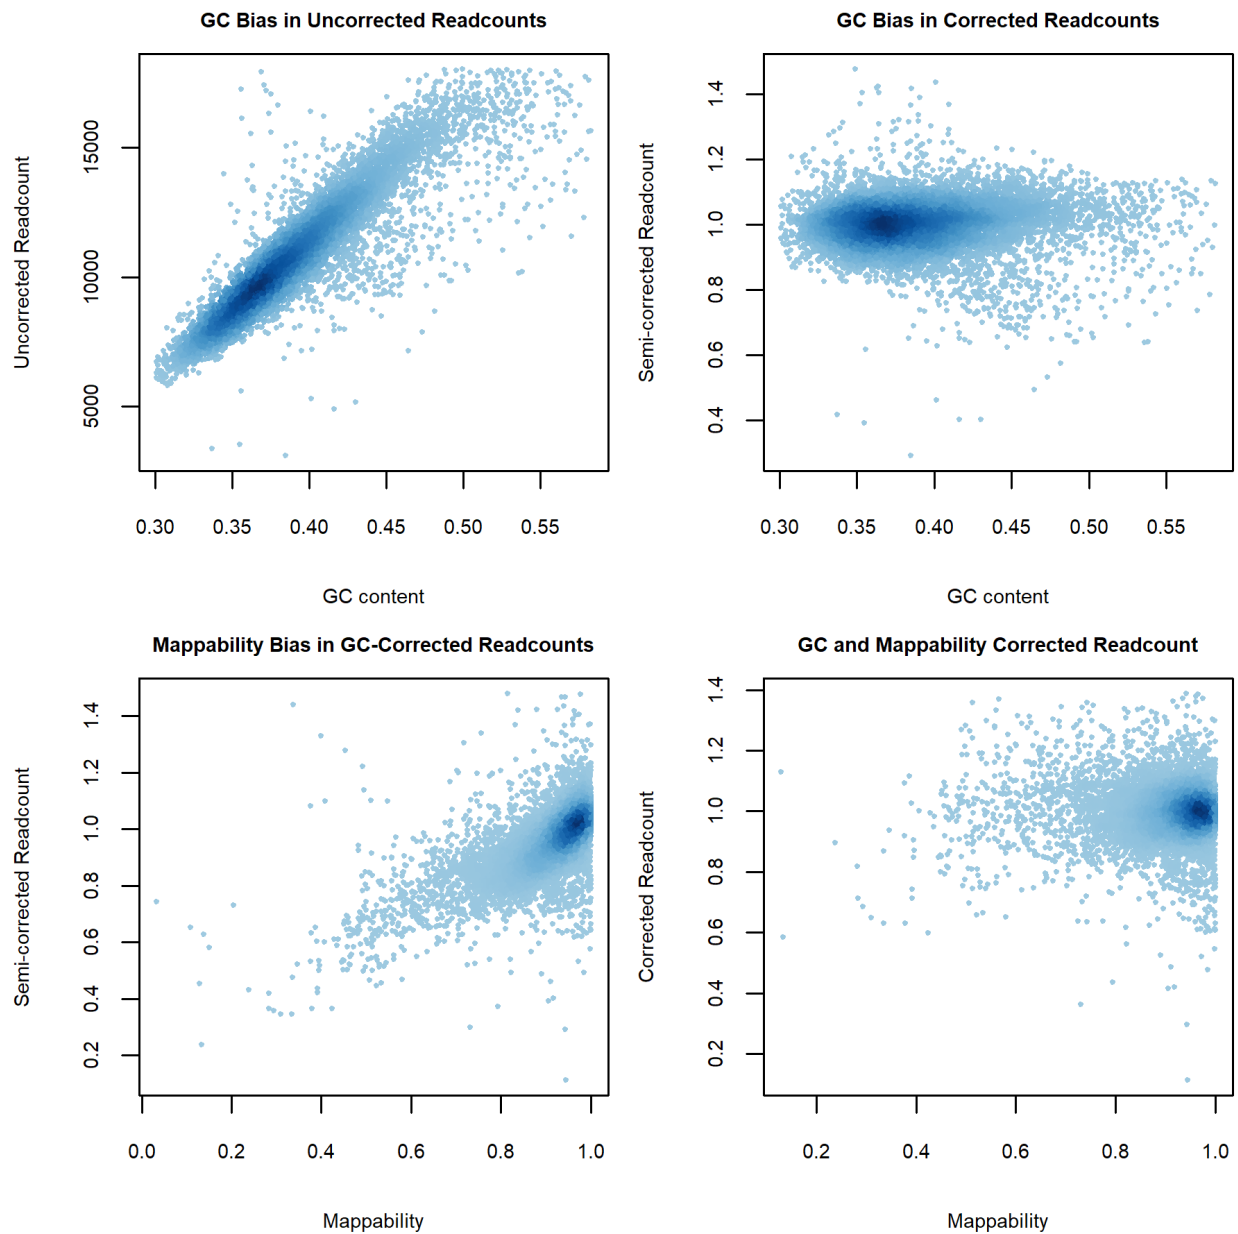 GC Bias in Uncorrected Readcounts
Uncorrected Readcount
15000
10000
5000
0.30 0.35 0.40 0.45 0.50 0.55
GC content
GC Bias in Corrected Readcounts
Semi-corrected Readcount
1.4
1.2
1.0
0.8
0.6
0.4
0.30 0.35 0.40 0.45 0.50 0.55
GC content
Mappability Bias in GC-Corrected Readcounts
Semi-corrected Readcount
1.4
1.2
1.0
0.8
0.6
0.4
0.2
0.0 0.2 0.4 0.6 0.8 1.0
Mappability
GC and Mappability Corrected Readcount
Corrected Readcount
1.4
1.2
1.0
0.8
0.6
0.4
0.2
0.2 0.4 0.6 0.8 1.0
Mappability